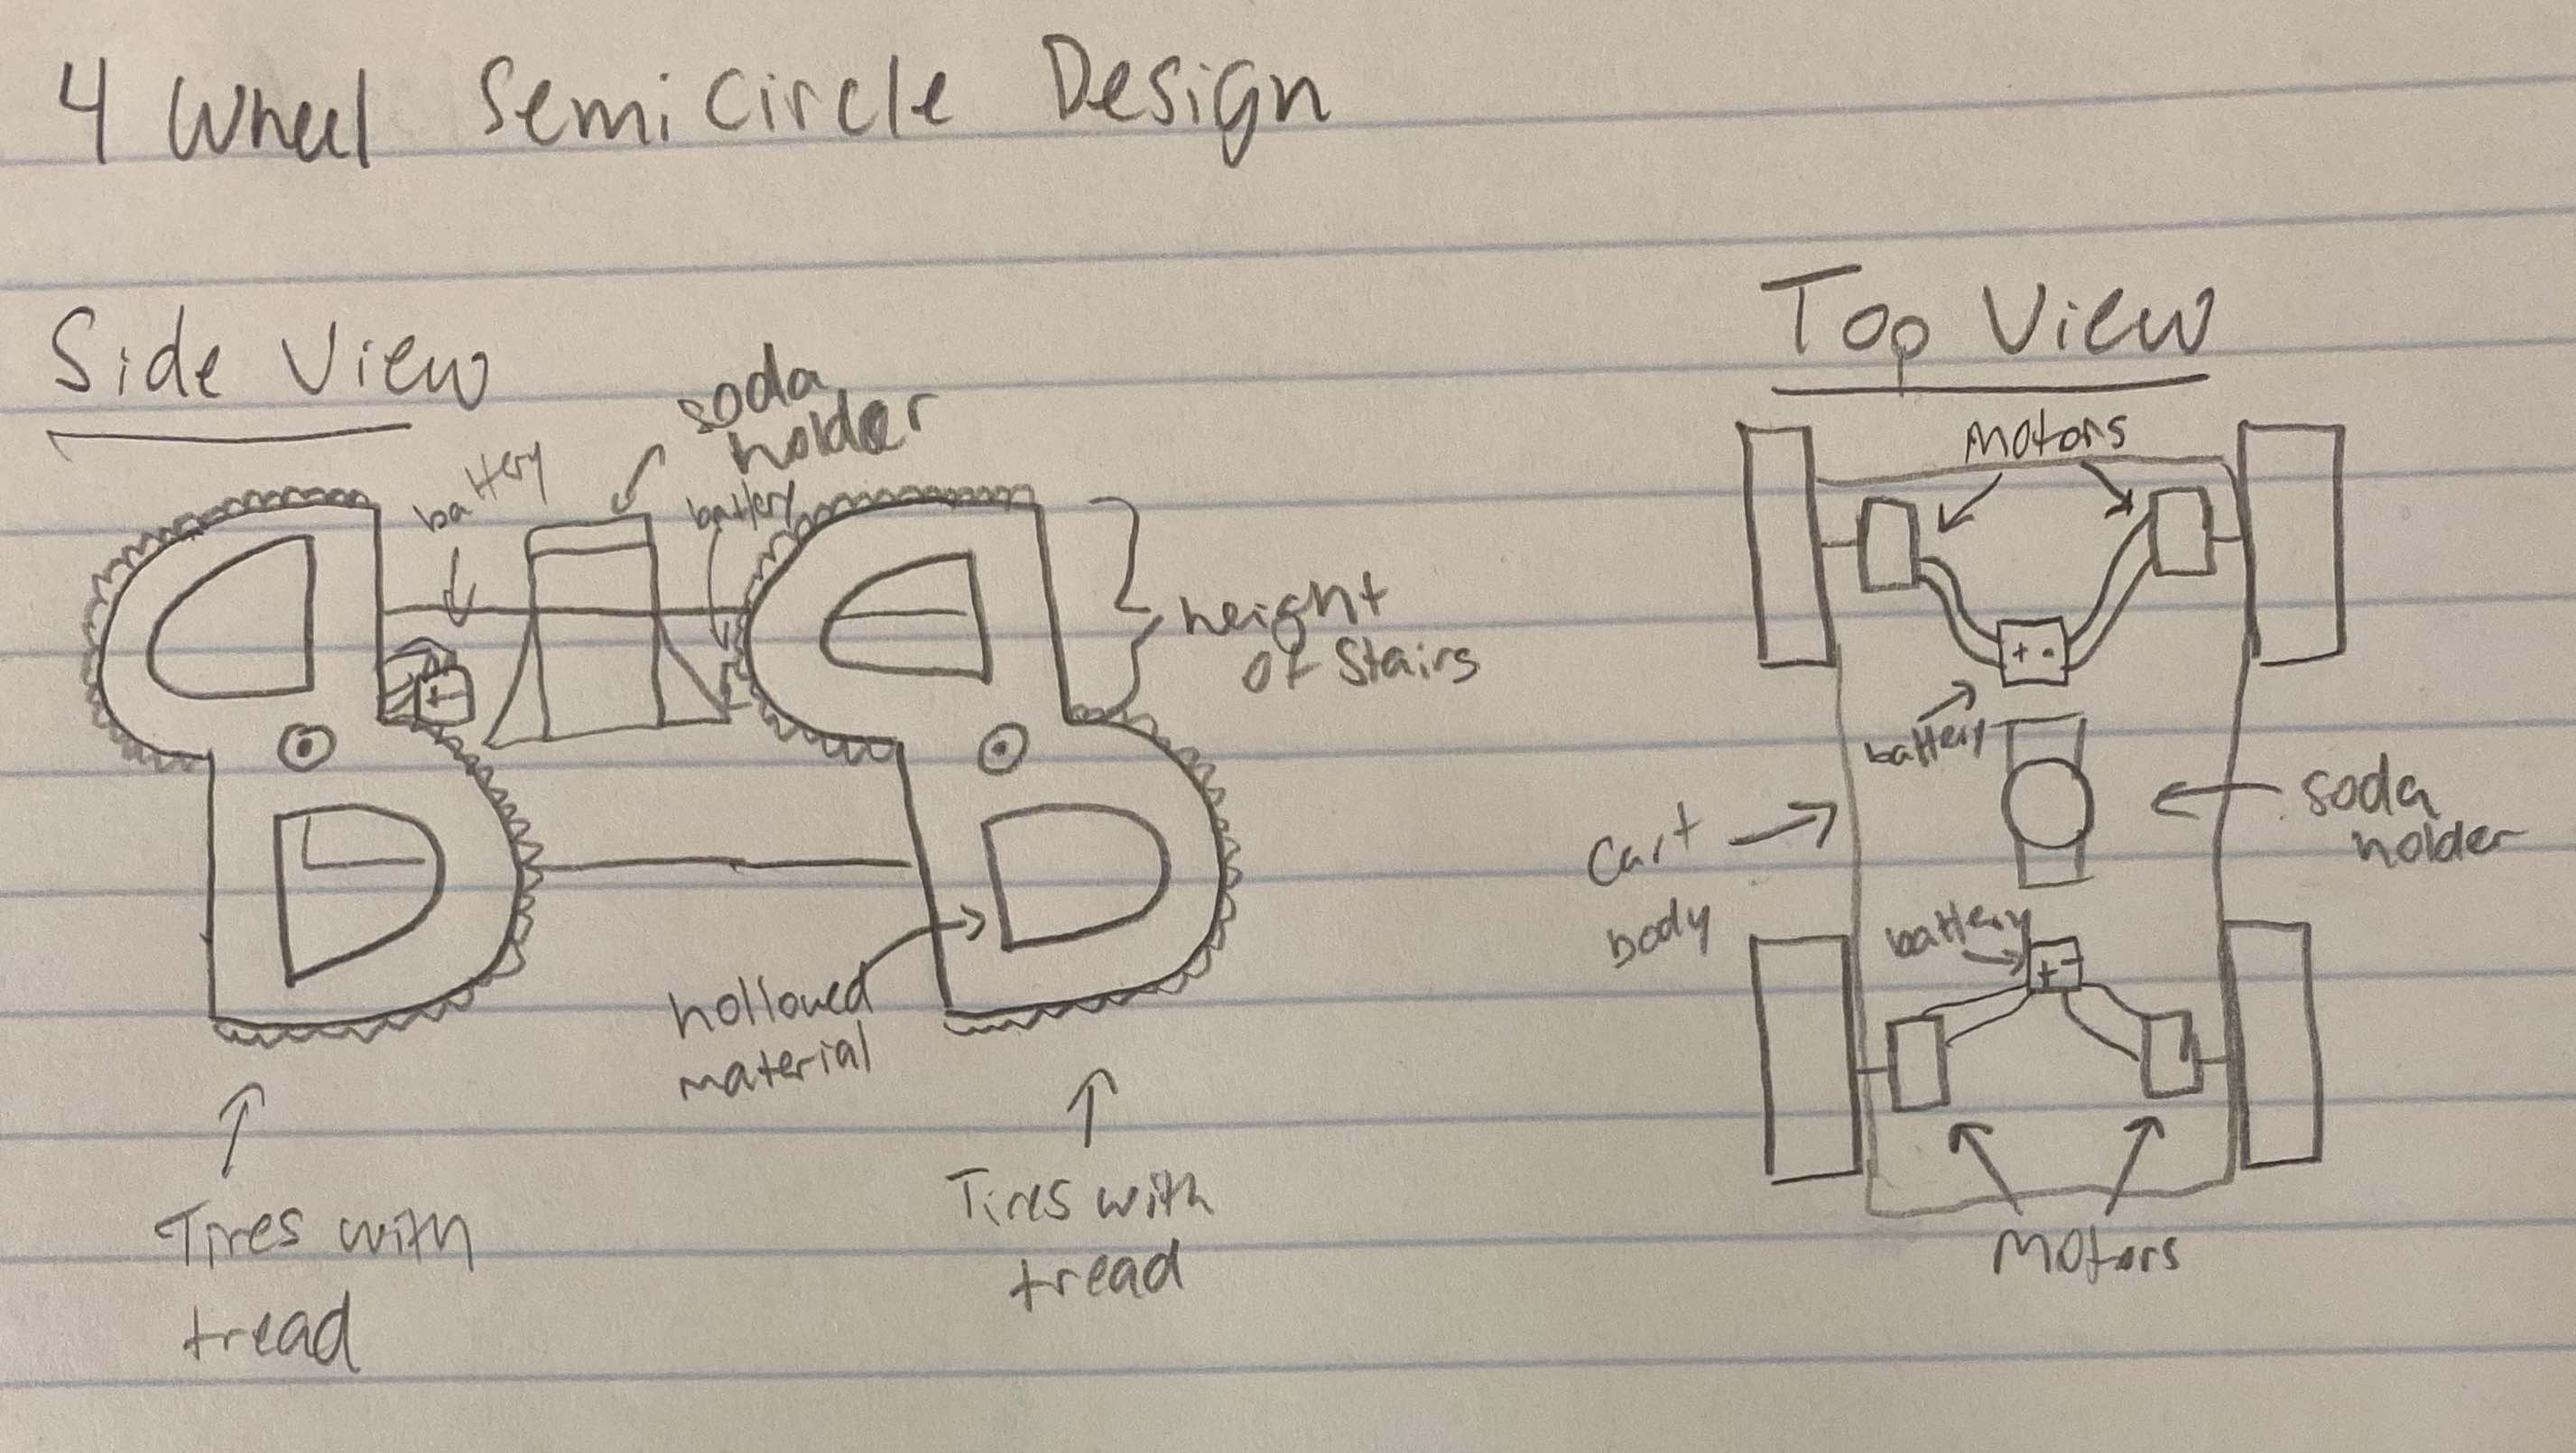 4 Wheel Semicircle Design
Side View
battery
soda
holder
battery
+ -
height
of Stairs
hollowed
material
Tires with
tread
Tires with
tread
Top View
Motors
+ -
battery
Cart
body
soda
holder
battery
+ -
Motors